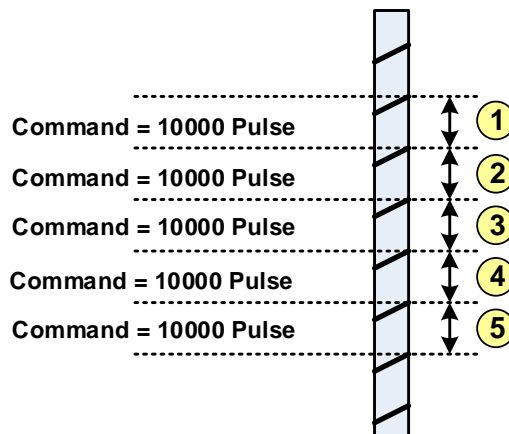 Command = 10000 Pulse 1
Command = 10000 Pulse 2
Command = 10000 Pulse 3
Command = 10000 Pulse 4
Command = 10000 Pulse 5